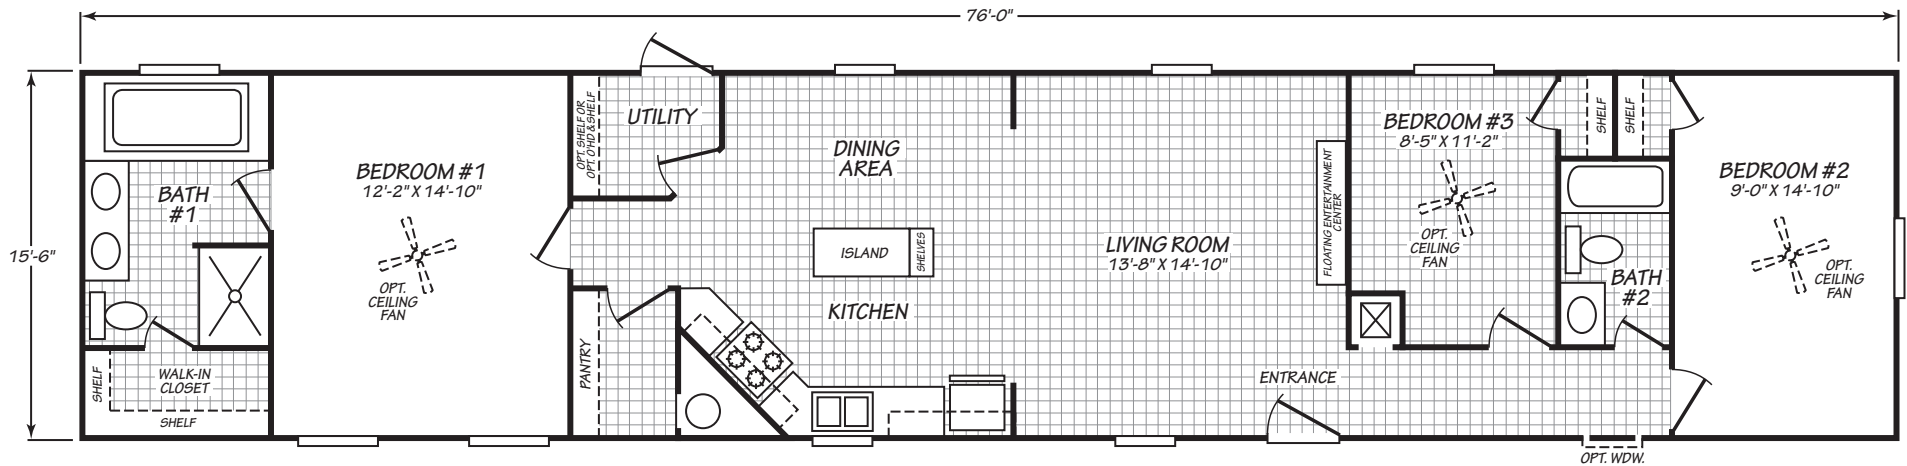 76'-0"
15'-6"
BATH
#1
WALK-IN
CLOSET
SHELF
SHELF
BEDROOM #1
12'-2" X 14'-10"
OPT.
CEILING
FAN
OPT. SHELF OR
OPT. O'HD & SHELF
UTILITY
PANTRY
DINING
AREA
ISLAND
SHELVES
KITCHEN
LIVING ROOM
13'-8" X 14'-10"
FLOATING ENTERTAINMENT
CENTER
ENTRANCE
BEDROOM #3
8'-5" X 11'-2"
OPT.
CEILING
FAN
SHELF
SHELF
BATH
#2
OPT. WDW.
BEDROOM #2
9'-0" X 14'-10"
OPT.
CEILING
FAN